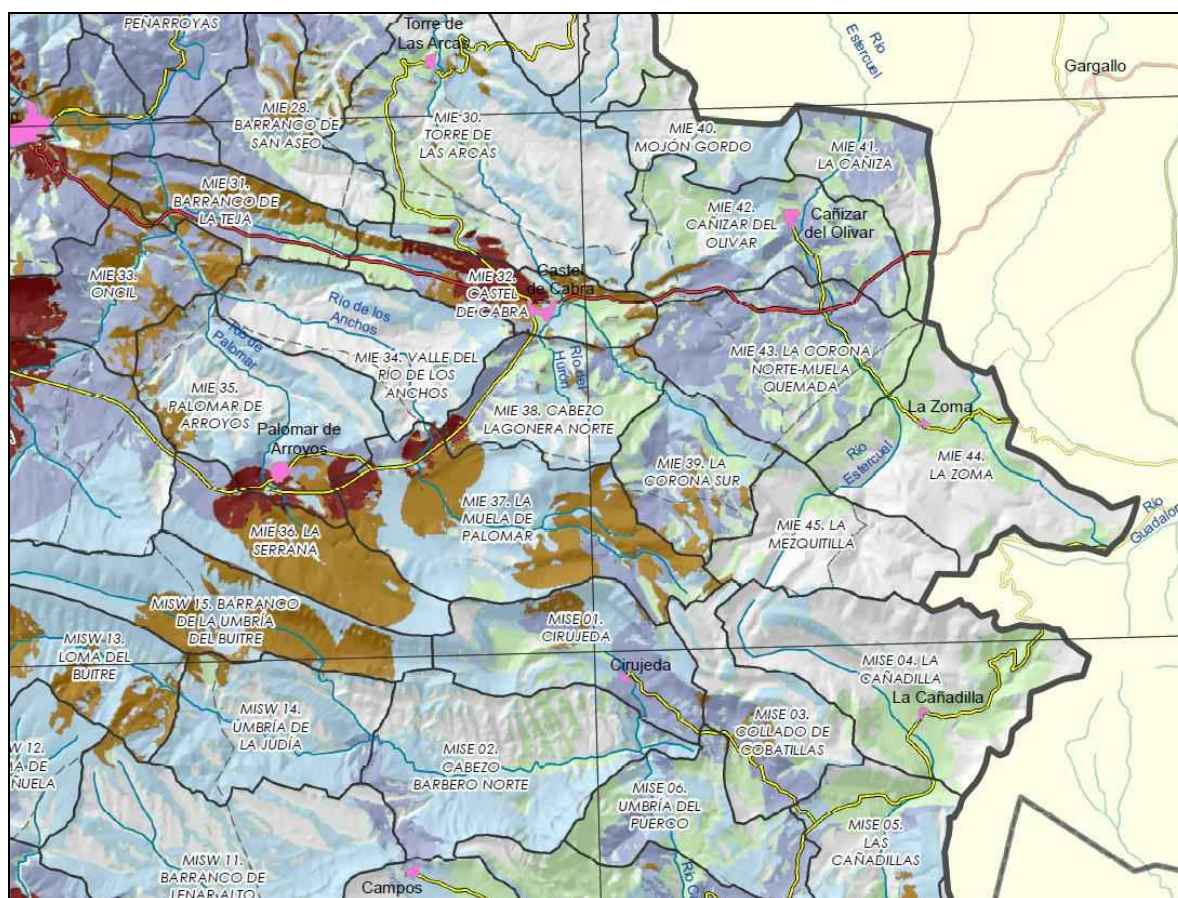 PEÑARROYAS
Torre de
Las Arcas
Río
Estercuel
Gargallo
MIE 28.
BARRANCO DE
SAN ASEO
MIE 30.
TORRE DE
LAS ARCAS
MIE 40.
MOJÓN GORDO
MIE 41.
LA CAÑIZA
MIE 31.
BARRANCO DE
LA TEJA
MIE 42.
CAÑIZAR DEL
OLIVAR
Cañizar
del Olivar
MIE 33.
ONCIL
MIE 32.
CASTEL
DE CABRA
Castel
de Cabra
Río de los
Anchos
Río de
Palomar
MIE 34. VALLE DEL
RÍO DE LOS
ANCHOS
Río del
Hurón
MIE 43. LA CORONA
NORTE-MUELA
QUEMADA
MIE 35.
PALOMAR DE
ARROYOS
MIE 38. CABEZO
LAGONERA NORTE
La Zoma
Palomar de
Arroyos
Río
Estercuel
MIE 44.
LA ZOMA
MIE 39. LA
CORONA SUR
MIE 37. LA
MUELA DE
PALOMAR
Río
MIE 36. LA
SERRANA
MIE 45. LA
MEZQUITILLA
MISW 15. BARRANCO
DE LA UMBRÍA
DEL BUITRE
MISE 01.
CIRUJEDA
MISW 13.
LOMA DEL
BUITRE
Cirujeda
MISE 04. LA
CAÑADILLA
La Cañadilla
MISW 14.
UMBRÍA DE
LA JUDÍA
MISE 03.
COLLADO DE
COBATILLAS
MISE 02.
CABEZO
BARBERO NORTE
MISE 06.
UMBRÍA DEL
PUERCO
MISE 05.
LAS
CAÑADILLAS
MISW 11.
BARRANCO DE
LENAR ALTO
Campos